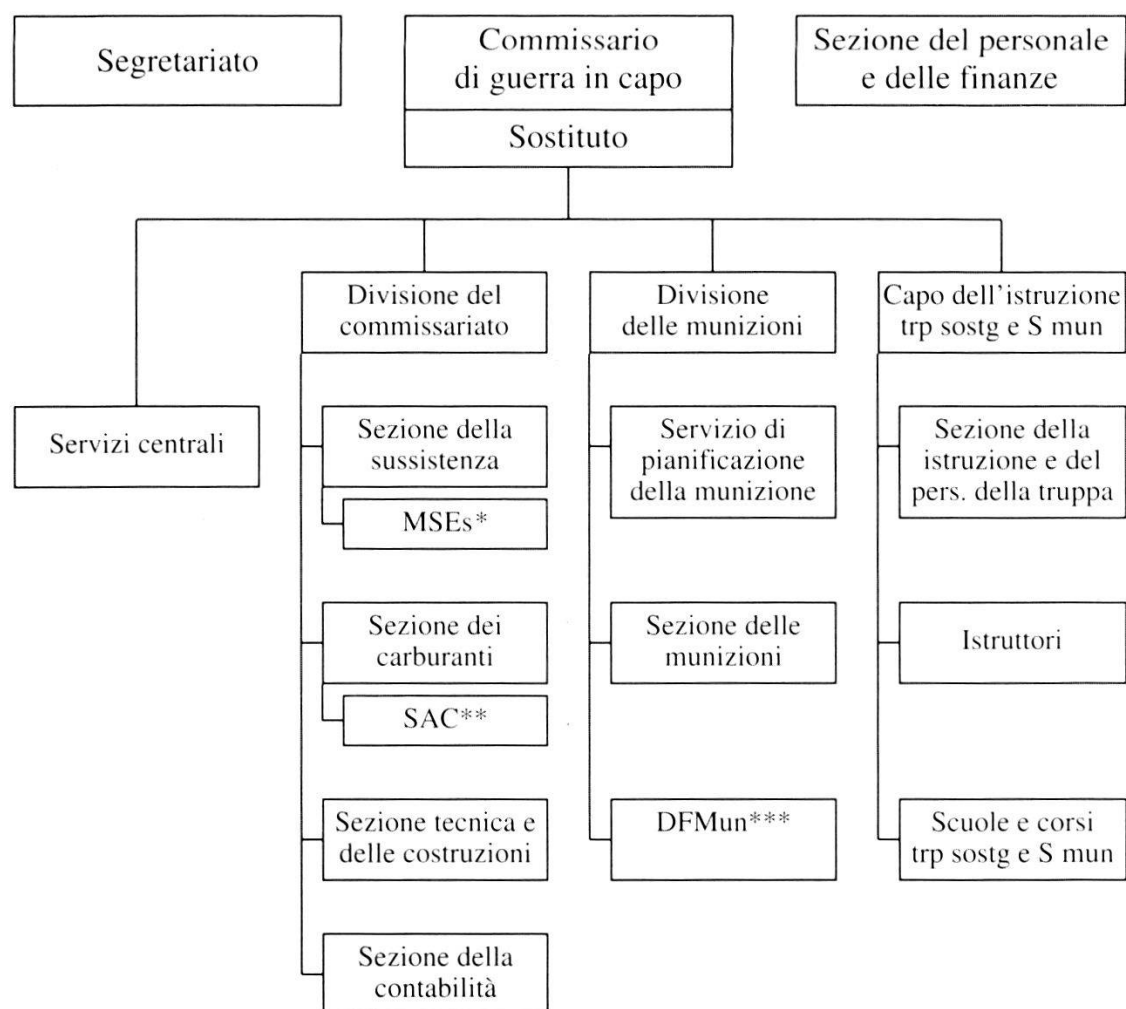 Segretariato
Commissario
di guerra in capo
Sostituto
Sezione del personale
e delle finanze
Servizi centrali
Divisione del
commissariato
Sezione della
sussistenza
MSEs*
Sezione dei
carburanti
SAC**
Sezione tecnica e
delle costruzioni
Sezione della
contabilità
Divisione
delle munizioni
Servizio di
pianificazione
della munizione
Sezione delle
munizioni
DFMun***
Capo dell'istruzione
trp sostg e S mun
Sezione della
istruzione e del
pers. della truppa
Istruttori
Scuole e corsi
trp sostg e S mun